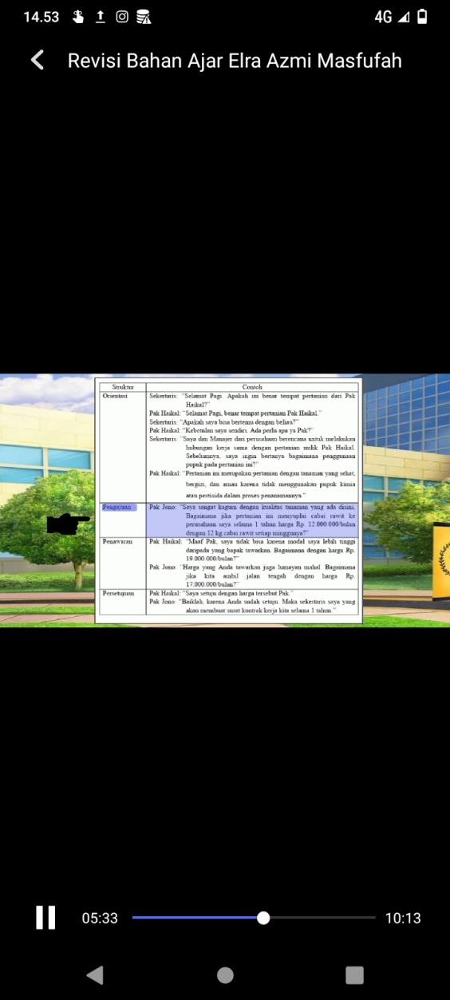 14.53
4G
Revisi Bahan Ajar Elra Azmi Masfufah
Struktur
Contoh
Orientasi
Sekertaris: "Selamat Pagi. Apakah ini benar tempat pertanian dari Pak
Haikal?"
Pak Haikal: "Selamat Pagi, benar tempat pertanian Pak Haikal."
Sekertaris: "Apakah saya bisa bertemu dengan beliau?"
Pak Haikal: "Kebetulan saya sendiri. Ada perlu apa ya Pak?"
Sekertaris: "Saya dan Manajer dari perusahaan berencana untuk melakukan
hubungan kerja sama dengan pertanian milik Pak Haikal.
Sebelumnya, saya ingin bertanya bagaimana penggunaan
pupuk pada pertanian ini?"
Pak Haikal: "Pertanian ini merupakan pertanian dengan tanaman yang sehat,
bergizi, dan aman karena tidak menggunakan pupuk kimia
atau pestisida dalam proses penanamannya."
Pengajuan
Pak Jono: "Saya sangat kagum dengan kualitas tanaman yang ada disini.
Bagaimana jika pertanian ini menyuplai cabai rawit ke
perusahaan saya selama 1 tahun harga Rp. 12.000.000/bulan
dengan 12 kg cabai rawit setiap minggunya?"
Penawaran
Pak Haikal: "Maaf Pak, saya tidak bisa karena modal saya lebih tinggi
daripada yang bapak tawarkan. Bagaimana dengan harga Rp.
19.000.000/bulan?"
Pak Jono: "Harga yang Anda tawarkan juga lumayan mahal. Bagaimana
jika kita ambil jalan tengah dengan harga Rp.
17.000.000/bulan?"
Persetujuan
Pak Haikal: "Saya setuju dengan harga tersebut Pak."
Pak Jono: "Baiklah, karena Anda sudah setuju. Maka sekertaris saya yang
akan membuat surat kontrak kerja kita selama 1 tahun."
05:33
10:13